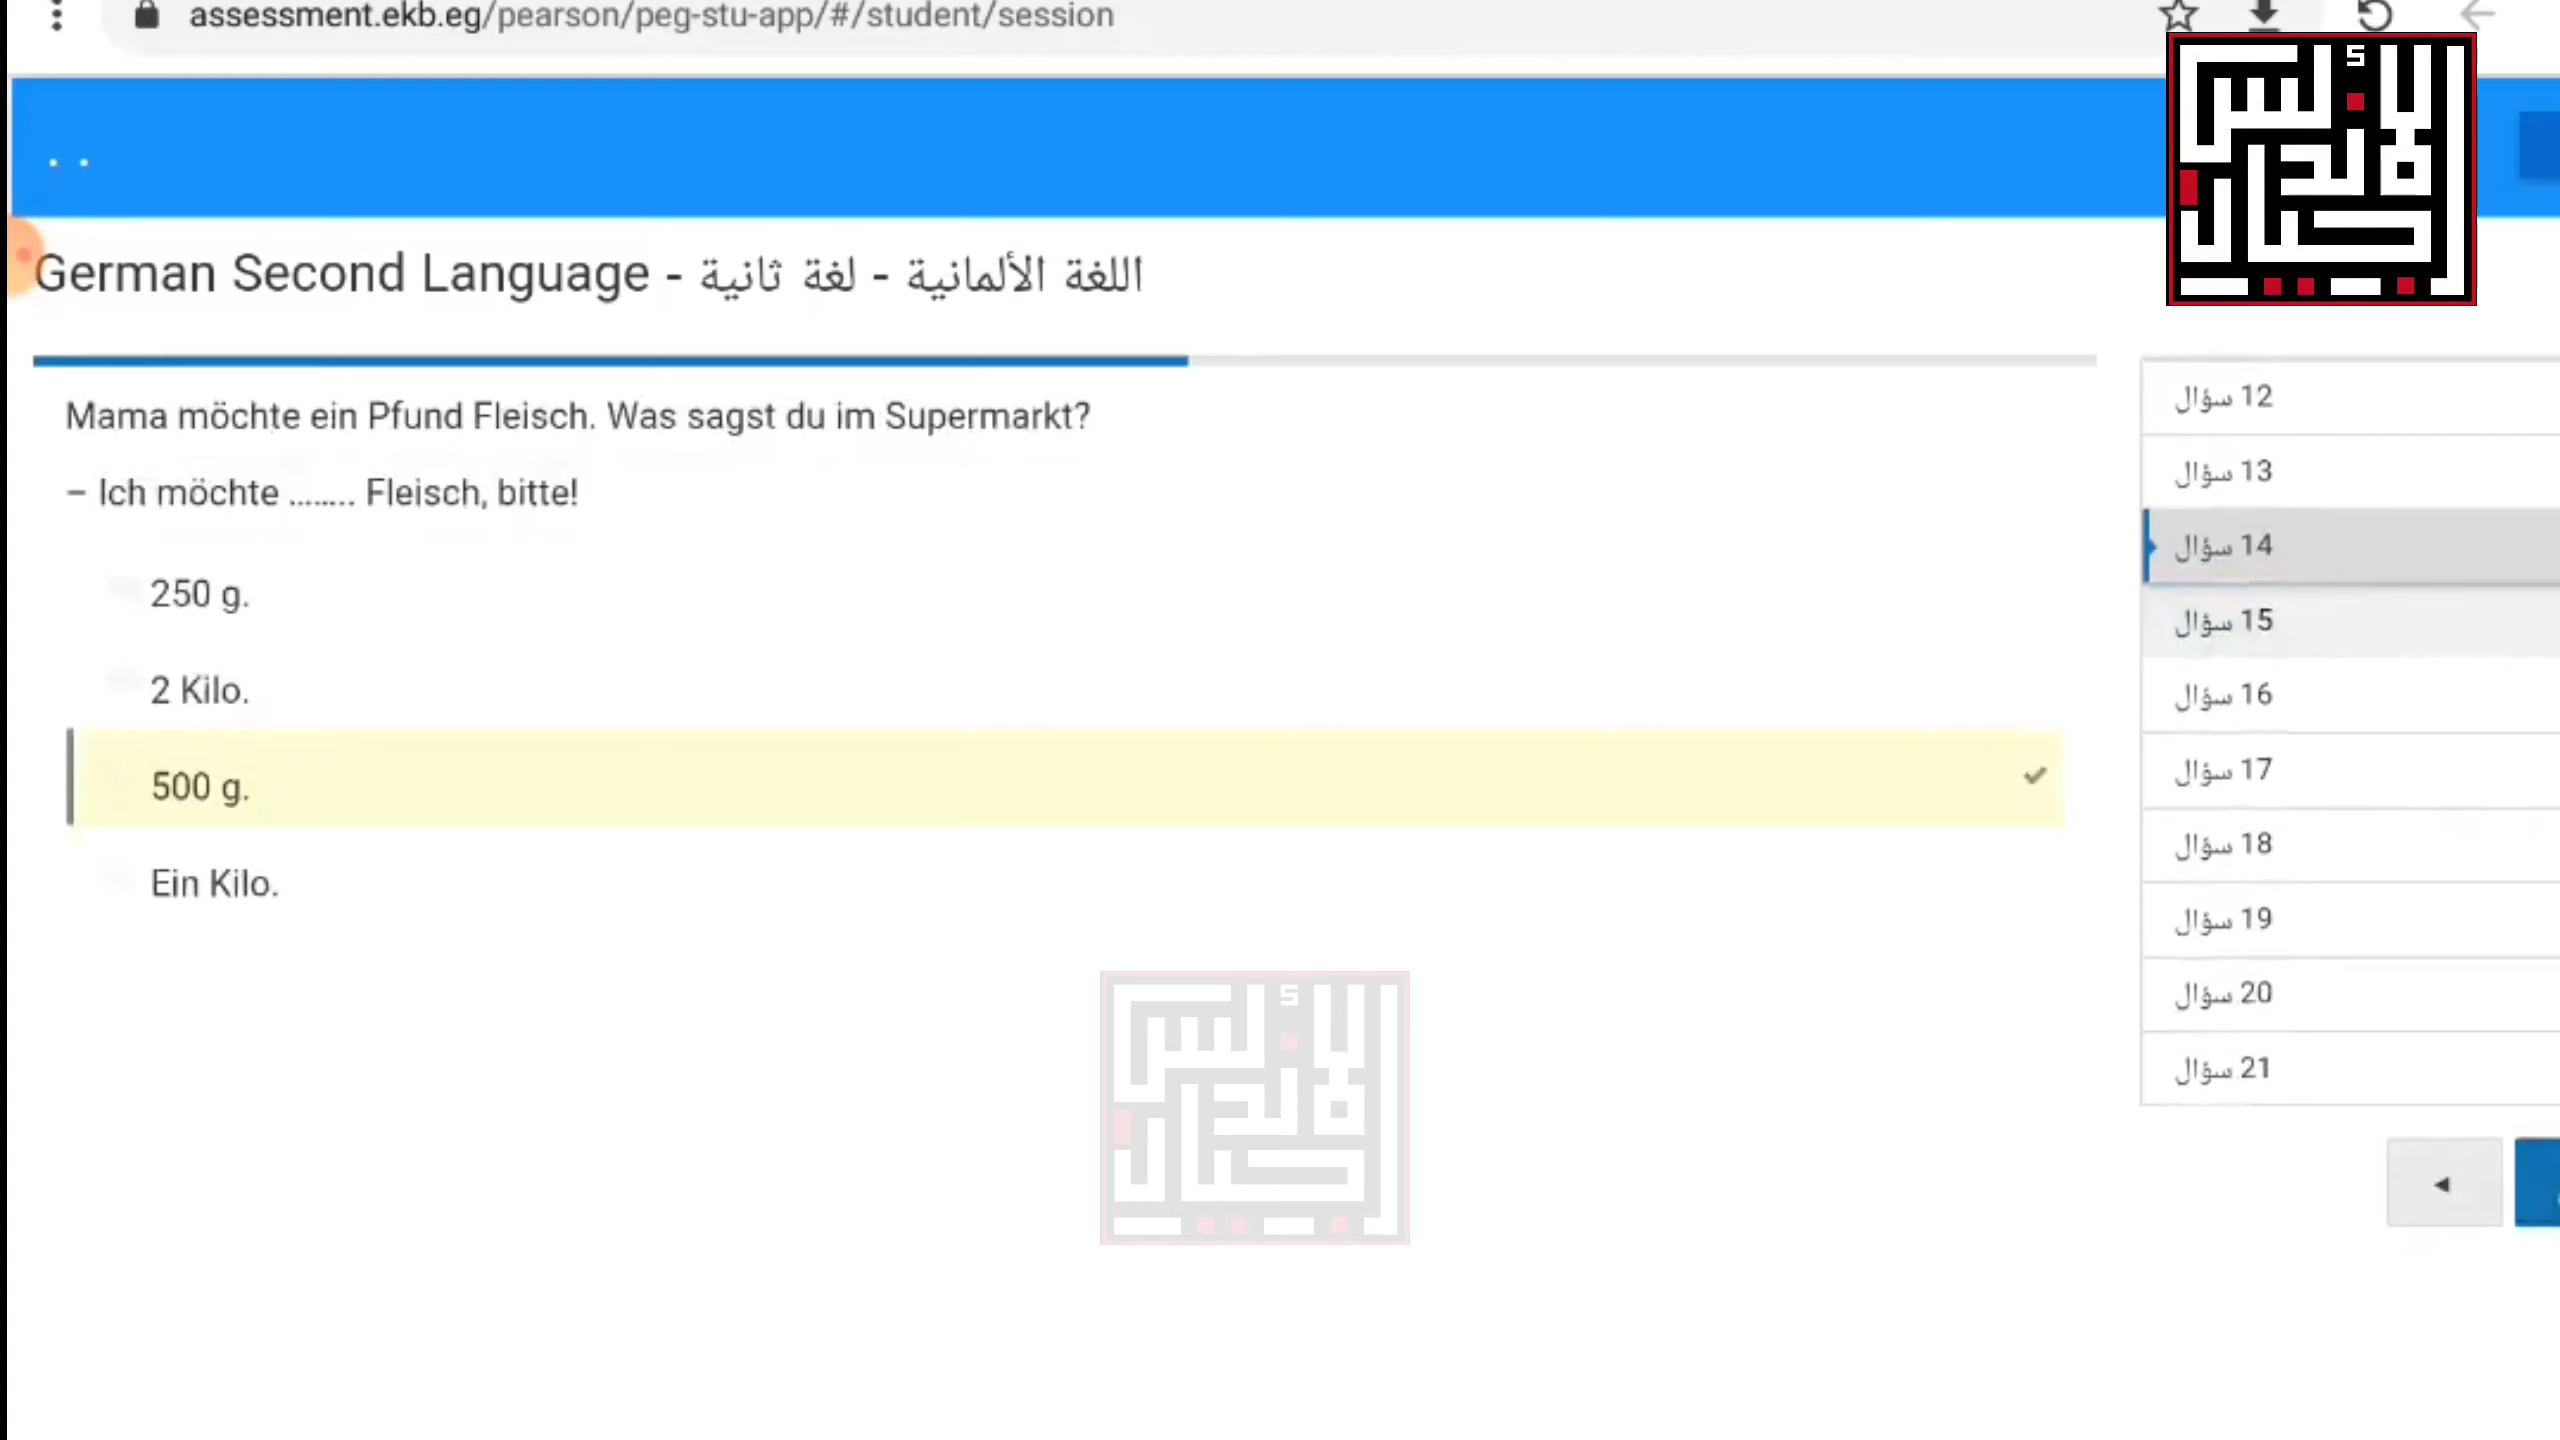 assessment.ekb.eg/pearson/peg-stu-app/#/student/session
German Second Language - اللغة الألمانية - لغة ثانية
Mama möchte ein Pfund Fleisch. Was sagst du im Supermarkt?
– Ich möchte ........ Fleisch, bitte!
250 g.
2 Kilo.
500 g.
Ein Kilo.
سؤال 12
سؤال 13
سؤال 14
سؤال 15
سؤال 16
سؤال 17
سؤال 18
سؤال 19
سؤال 20
سؤال 21